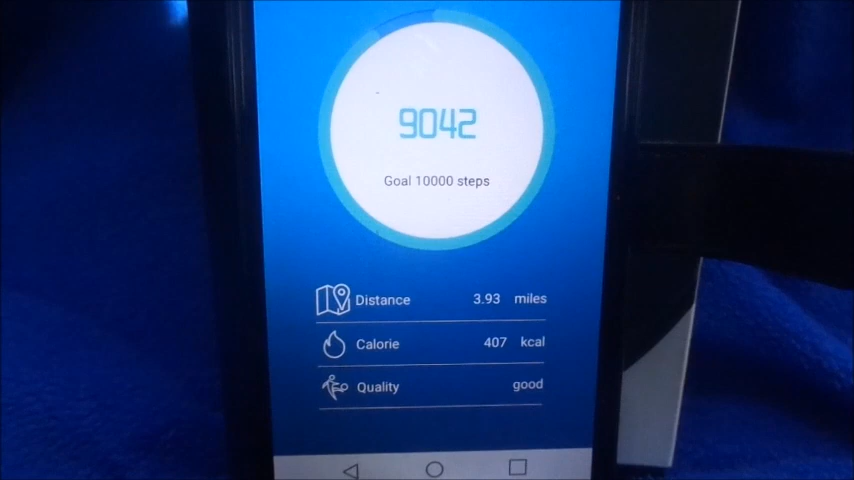 9042
Goal 10000 steps
Distance 3.93 miles
Calorie 407 kcal
Quality good